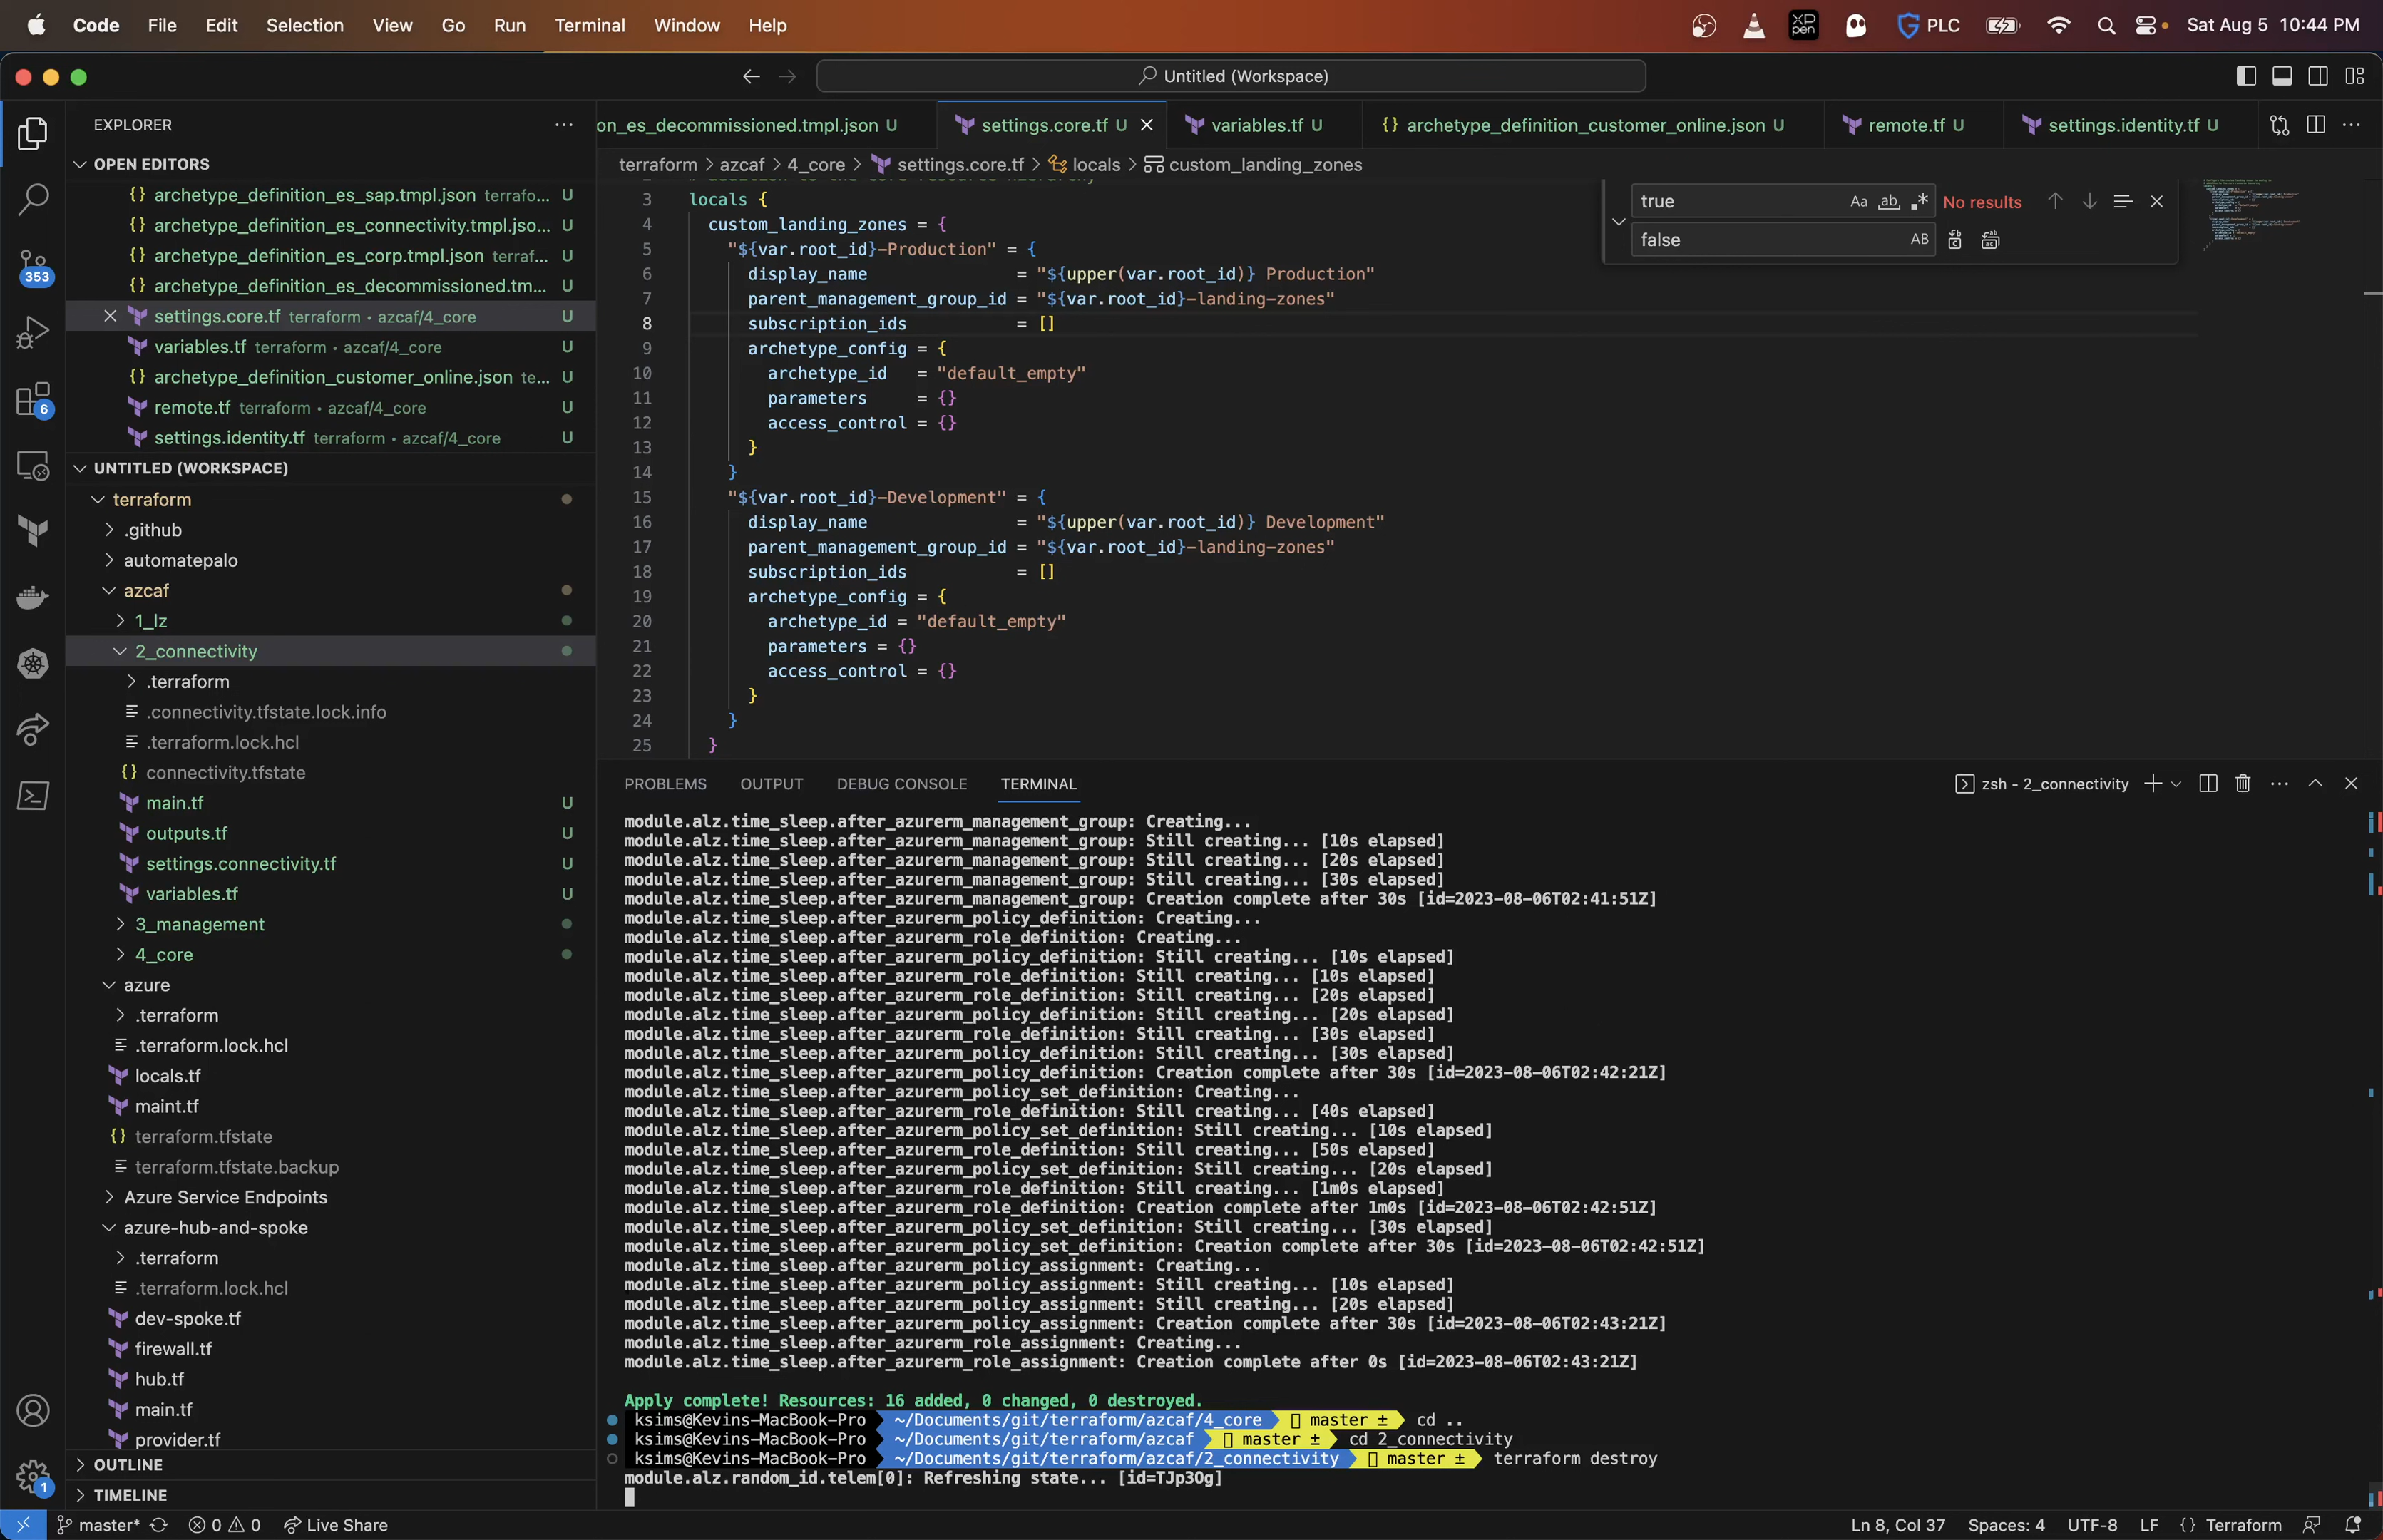 Code File Edit Selection View Go Run Terminal Window Help
XP pen
PLC
Sat Aug 5 10:44 PM
Untitled (Workspace)
EXPLORER
OPEN EDITORS
archetype_definition_es_sap.tmpl.json terrafo... U
archetype_definition_es_connectivity.tmpl.jso... U
archetype_definition_es_corp.tmpl.json terraf... U
archetype_definition_es_decommissioned.tm... U
settings.core.tf terraform • azcaf/4_core U
variables.tf terraform • azcaf/4_core U
archetype_definition_customer_online.json te... U
remote.tf terraform • azcaf/4_core U
settings.identity.tf terraform • azcaf/4_core U
UNTITLED (WORKSPACE)
terraform
.github
automatepalo
azcaf
1_lz
2_connectivity
.terraform
.connectivity.tfstate.lock.info
.terraform.lock.hcl
connectivity.tfstate
main.tf U
outputs.tf U
settings.connectivity.tf U
variables.tf U
3_management
4_core
azure
.terraform
.terraform.lock.hcl
locals.tf
maint.tf
terraform.tfstate
terraform.tfstate.backup
Azure Service Endpoints
azure-hub-and-spoke
.terraform
.terraform.lock.hcl
dev-spoke.tf
firewall.tf
hub.tf
main.tf
provider.tf
OUTLINE
TIMELINE
353
6
1
on_es_decommissioned.tmpl.json U
settings.core.tf U
variables.tf U
{} archetype_definition_customer_online.json U
remote.tf U
settings.identity.tf U
terraform > azcaf > 4_core > settings.core.tf > locals > custom_landing_zones
true Aa ab No results
false AB
3 locals {
4 custom_landing_zones = {
5 "${var.root_id}-Production" = {
6 display_name = "${upper(var.root_id)} Production"
7 parent_management_group_id = "${var.root_id}-landing-zones"
8 subscription_ids = []
9 archetype_config = {
10 archetype_id = "default_empty"
11 parameters = {}
12 access_control = {}
13 }
14 }
15 "${var.root_id}-Development" = {
16 display_name = "${upper(var.root_id)} Development"
17 parent_management_group_id = "${var.root_id}-landing-zones"
18 subscription_ids = []
19 archetype_config = {
20 archetype_id = "default_empty"
21 parameters = {}
22 access_control = {}
23 }
24 }
25 }
PROBLEMS OUTPUT DEBUG CONSOLE TERMINAL
zsh - 2_connectivity
module.alz.time_sleep.after_azurerm_management_group: Creating...
module.alz.time_sleep.after_azurerm_management_group: Still creating... [10s elapsed]
module.alz.time_sleep.after_azurerm_management_group: Still creating... [20s elapsed]
module.alz.time_sleep.after_azurerm_management_group: Still creating... [30s elapsed]
module.alz.time_sleep.after_azurerm_management_group: Creation complete after 30s [id=2023-08-06T02:41:51Z]
module.alz.time_sleep.after_azurerm_policy_definition: Creating...
module.alz.time_sleep.after_azurerm_role_definition: Creating...
module.alz.time_sleep.after_azurerm_policy_definition: Still creating... [10s elapsed]
module.alz.time_sleep.after_azurerm_role_definition: Still creating... [10s elapsed]
module.alz.time_sleep.after_azurerm_role_definition: Still creating... [20s elapsed]
module.alz.time_sleep.after_azurerm_policy_definition: Still creating... [20s elapsed]
module.alz.time_sleep.after_azurerm_role_definition: Still creating... [30s elapsed]
module.alz.time_sleep.after_azurerm_policy_definition: Still creating... [30s elapsed]
module.alz.time_sleep.after_azurerm_policy_definition: Creation complete after 30s [id=2023-08-06T02:42:21Z]
module.alz.time_sleep.after_azurerm_policy_set_definition: Creating...
module.alz.time_sleep.after_azurerm_role_definition: Still creating... [40s elapsed]
module.alz.time_sleep.after_azurerm_policy_set_definition: Still creating... [10s elapsed]
module.alz.time_sleep.after_azurerm_role_definition: Still creating... [50s elapsed]
module.alz.time_sleep.after_azurerm_policy_set_definition: Still creating... [20s elapsed]
module.alz.time_sleep.after_azurerm_role_definition: Still creating... [1m0s elapsed]
module.alz.time_sleep.after_azurerm_role_definition: Creation complete after 1m0s [id=2023-08-06T02:42:51Z]
module.alz.time_sleep.after_azurerm_policy_set_definition: Still creating... [30s elapsed]
module.alz.time_sleep.after_azurerm_policy_set_definition: Creation complete after 30s [id=2023-08-06T02:42:51Z]
module.alz.time_sleep.after_azurerm_policy_assignment: Creating...
module.alz.time_sleep.after_azurerm_policy_assignment: Still creating... [10s elapsed]
module.alz.time_sleep.after_azurerm_policy_assignment: Still creating... [20s elapsed]
module.alz.time_sleep.after_azurerm_policy_assignment: Creation complete after 30s [id=2023-08-06T02:43:21Z]
module.alz.time_sleep.after_azurerm_role_assignment: Creating...
module.alz.time_sleep.after_azurerm_role_assignment: Creation complete after 0s [id=2023-08-06T02:43:21Z]
Apply complete! Resources: 16 added, 0 changed, 0 destroyed.
ksims@Kevins-MacBook-Pro ~/Documents/git/terraform/azcaf/4_core master ± cd ..
ksims@Kevins-MacBook-Pro ~/Documents/git/terraform/azcaf master ± cd 2_connectivity
ksims@Kevins-MacBook-Pro ~/Documents/git/terraform/azcaf/2_connectivity master ± terraform destroy
module.alz.random_id.telem[0]: Refreshing state... [id=TJp3Og]
master* 0 0 Live Share
Ln 8, Col 37 Spaces: 4 UTF-8 LF {} Terraform